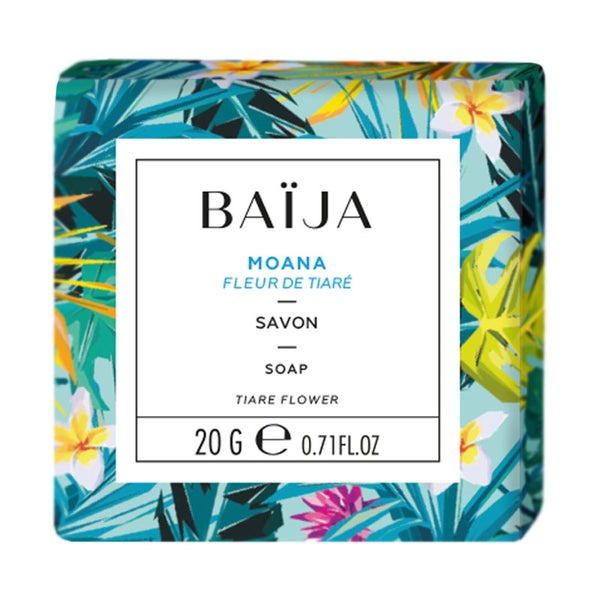 BAÏJA
MOANA
FLEUR DE TIARÉ
SAVON
SOAP
TIARE FLOWER
20 G ℮ 0.71FL.OZ